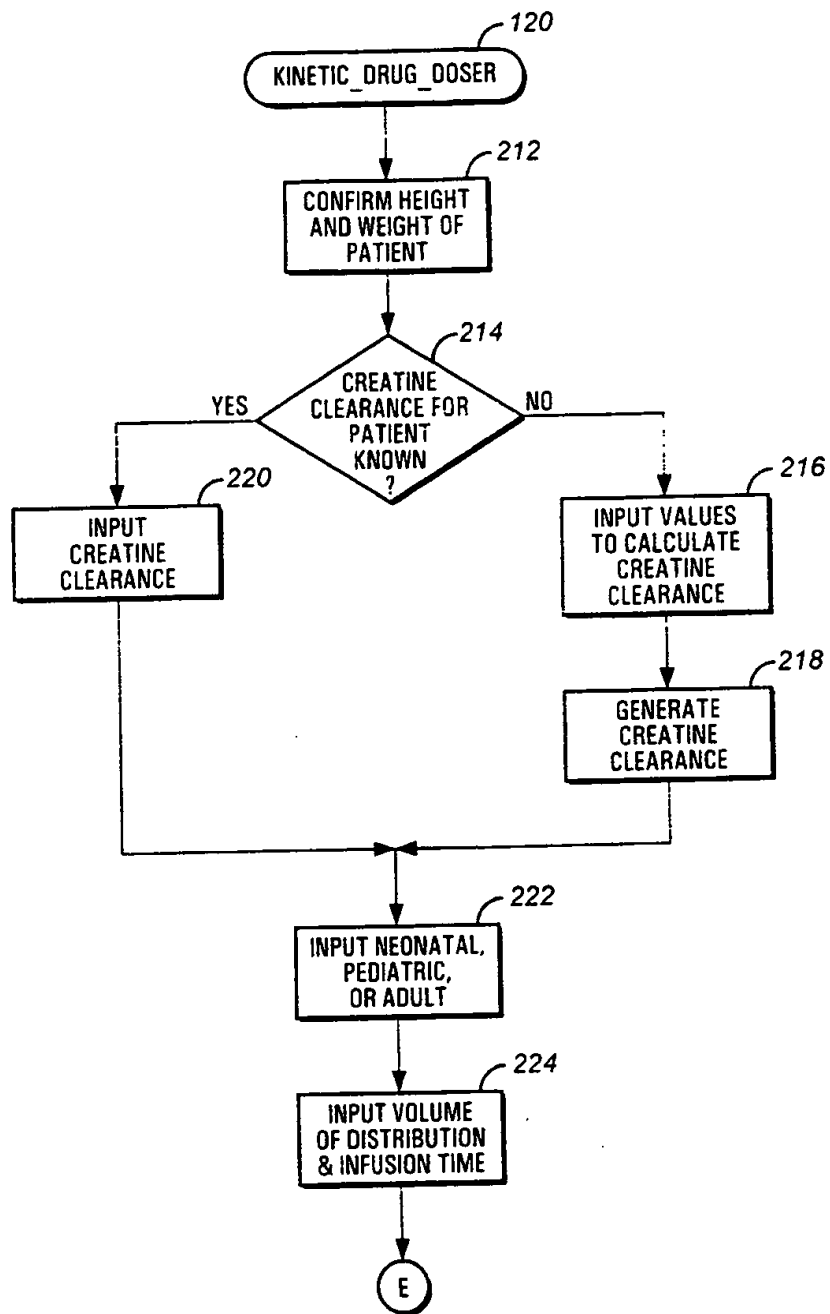 120
KINETIC_DRUG_DOSER
212
CONFIRM HEIGHT
AND WEIGHT OF
PATIENT
214
CREATINE
CLEARANCE FOR
PATIENT
KNOWN
?
YES
NO
220
INPUT
CREATINE
CLEARANCE
216
INPUT VALUES
TO CALCULATE
CREATINE
CLEARANCE
218
GENERATE
CREATINE
CLEARANCE
222
INPUT NEONATAL,
PEDIATRIC,
OR ADULT
224
INPUT VOLUME
OF DISTRIBUTION
& INFUSION TIME
E